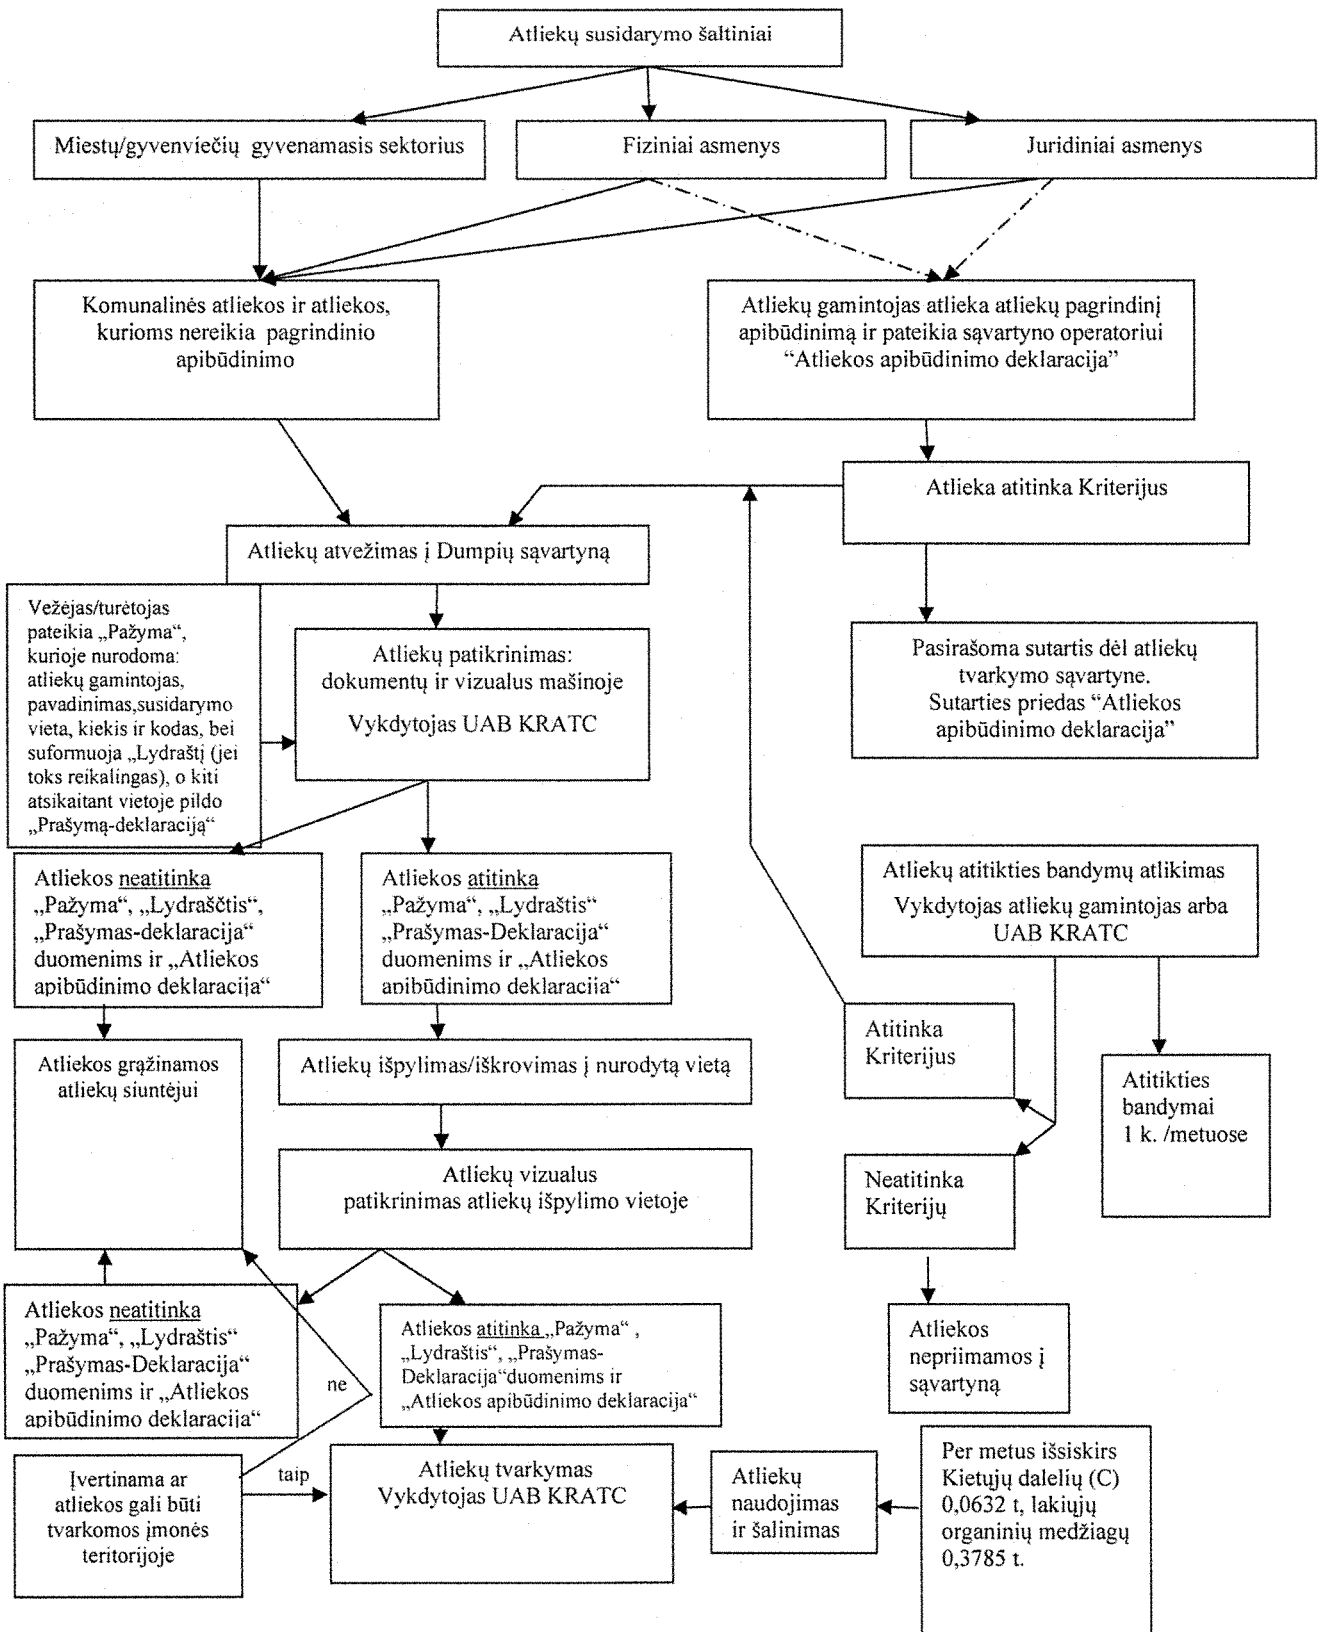 Atliekų susidarymo šaltiniai
Miestų/gyvenviečių gyvenamasis sektorius
Fiziniai asmenys
Juridiniai asmenys
Komunalinės atliekos ir atliekos,
kurioms nereikia pagrindinio
apibūdinimo
Atliekų gamintojas atlieka atliekų pagrindinį
apibūdinimą ir pateikia sąvartyno operatoriui
“Atliekos apibūdinimo deklaracija”
Atlieka atitinka Kriterijus
Atliekų atvežimas į Dumpių sąvartyną
Vežėjas/turėtojas
pateikia „Pažyma“,
kurioje nurodoma:
atliekų gamintojas,
pavadinimas,susidarymo
vieta, kiekis ir kodas, bei
suformuoja „Lydraštį (jei
toks reikalingas), o kiti
atsikaitant vietoje pildo
„Prašymą-deklaraciją“
Atliekų patikrinimas:
dokumentų ir vizualus mašinoje
Vykdytojas UAB KRATC
Pasirašoma sutartis dėl atliekų
tvarkymo sąvartyne.
Sutarties priedas “Atliekos
apibūdinimo deklaracija”
Atliekos neatitinka
„Pažyma“, „Lydraščtis“,
„Prašymas-deklaracija“
duomenims ir „Atliekos
apibūdinimo deklaracija“
Atliekos atitinka
„Pažyma“, „Lydraštis“
„Prašymas-Deklaracija“
duomenims ir „Atliekos
apibūdinimo deklaracija“
Atliekų atitikties bandymų atlikimas
Vykdytojas atliekų gamintojas arba
UAB KRATC
Atitinka
Kriterijus
Atitikties
bandymai
1 k. /metuose
Atliekos grąžinamos
atliekų siuntėjui
Atliekų išpylimas/iškrovimas į nurodytą vietą
Atliekų vizualus
patikrinimas atliekų išpylimo vietoje
Neatitinka
Kriterijų
Atliekos neatitinka
„Pažyma“, „Lydraštis“
„Prašymas-Deklaracija“
duomenims ir „Atliekos
apibūdinimo deklaracija“
ne
Atliekos atitinka „Pažyma“ ,
„Lydraštis“, „Prašymas-
Deklaracija“duomenims ir
„Atliekos apibūdinimo deklaracija“
Atliekos
nepriimamos į
sąvartyną
Įvertinama ar
atliekos gali būti
tvarkomos įmonės
teritorijoje
taip
Atliekų tvarkymas
Vykdytojas UAB KRATC
Atliekų
naudojimas
ir šalinimas
Per metus išsiskirs
Kietųjų dalelių (C)
0,0632 t, lakiųjų
organinių medžiagų
0,3785 t.